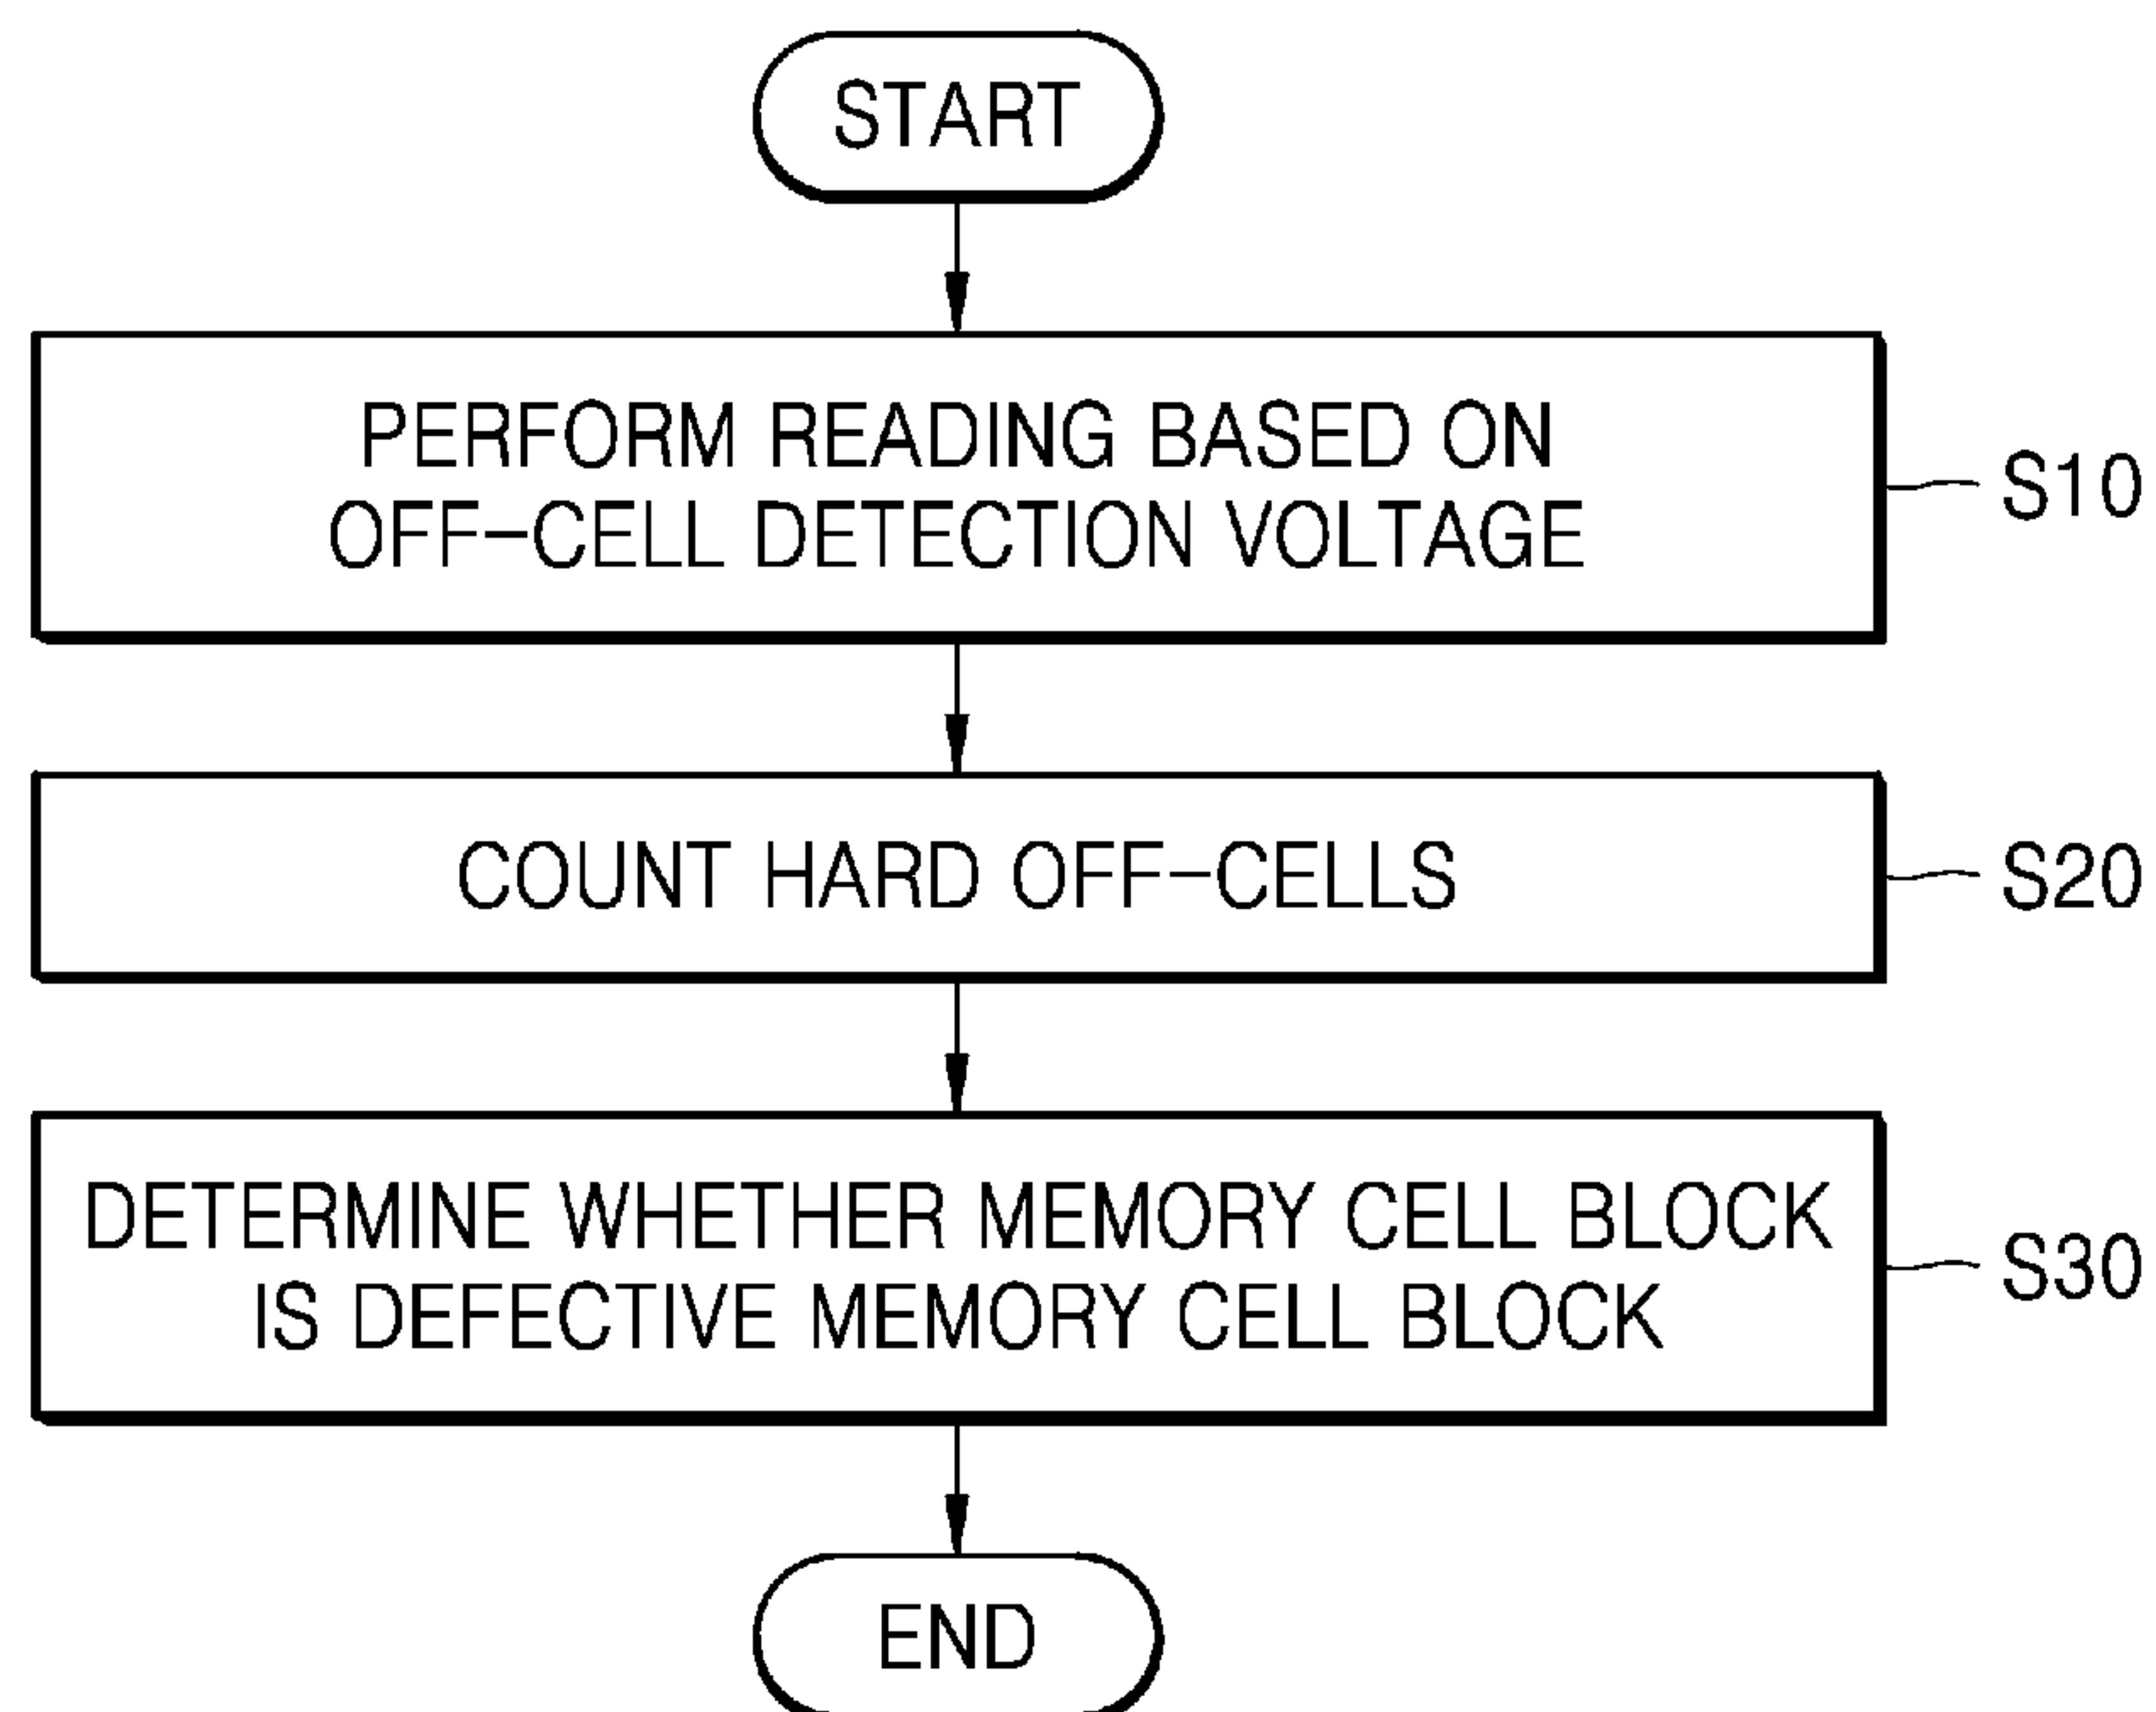 START
PERFORM READING BASED ON
OFF-CELL DETECTION VOLTAGE
S10
COUNT HARD OFF-CELLS
S20
DETERMINE WHETHER MEMORY CELL BLOCK
IS DEFECTIVE MEMORY CELL BLOCK
S30
END